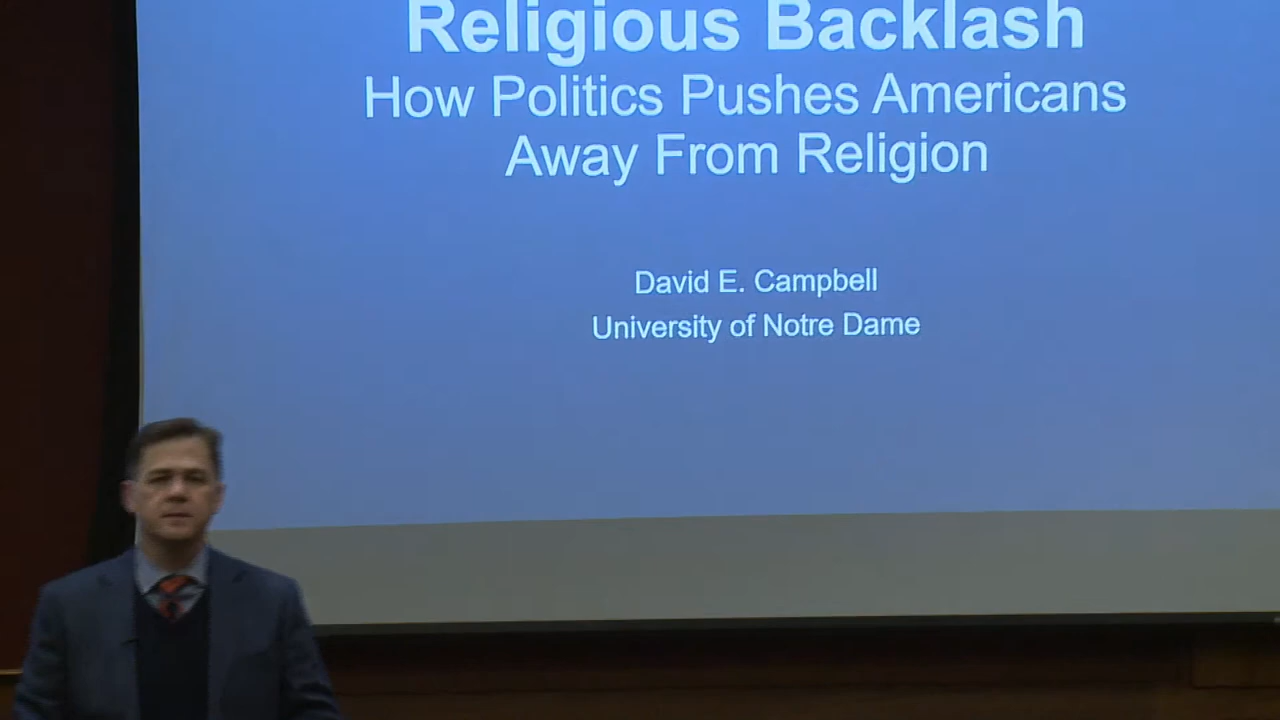 Religious Backlash
How Politics Pushes Americans
Away From Religion
David E. Campbell
University of Notre Dame